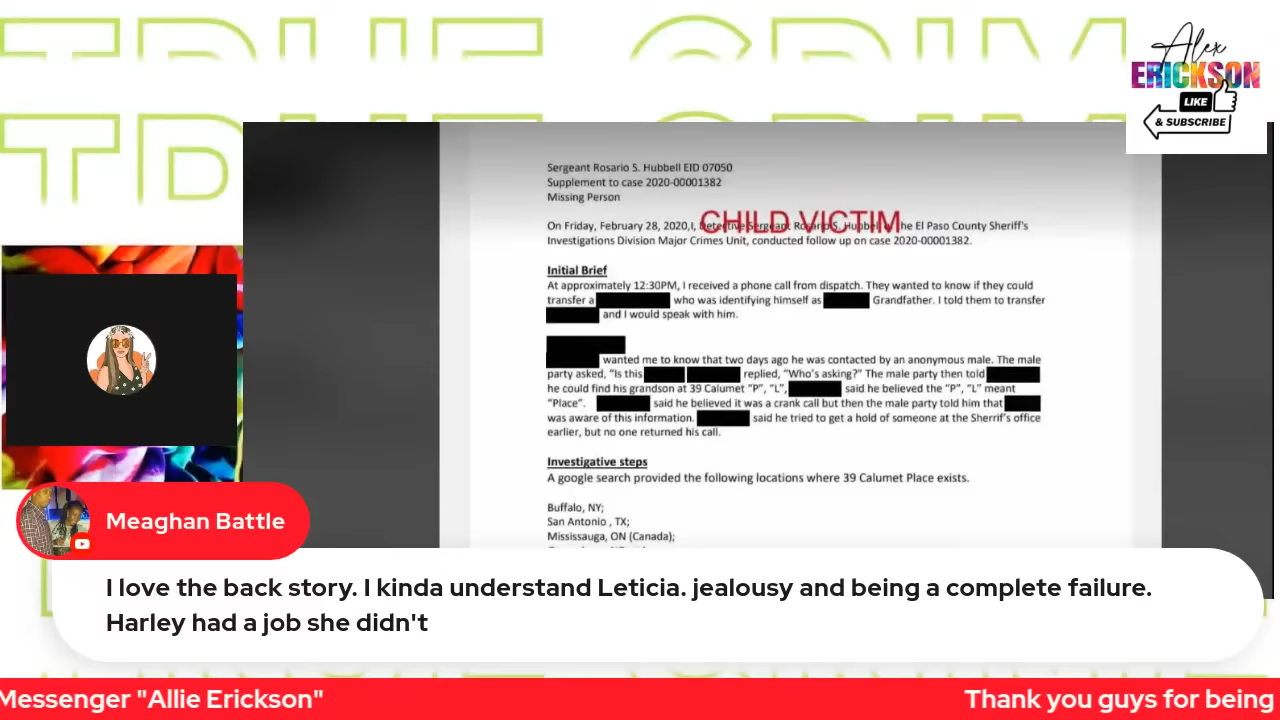 TRUE CRIM
TRUE CRIM
Alex
ERICKSON
LIKE
& SUBSCRIBE
Sergeant Rosario S. Hubbell EID 07050
Supplement to case 2020-00001382
Missing Person
CHILD VICTIM
On Friday, February 28, 2020,I, Detective Sergeant Rosario S. Hubbell of the El Paso County Sheriff's
Investigations Division Major Crimes Unit, conducted follow up on case 2020-00001382.
Initial Brief
At approximately 12:30PM, I received a phone call from dispatch. They wanted to know if they could
transfer a who was identifying himself as Grandfather. I told them to transfer
and I would speak with him.
wanted me to know that two days ago he was contacted by an anonymous male. The male
party asked, "Is this replied, "Who's asking?" The male party then told
he could find his grandson at 39 Calumet "P", "L", said he believed the "P", "L" meant
"Place". said he believed it was a crank call but then the male party told him that
was aware of this information. said he tried to get a hold of someone at the Sherrif's office
earlier, but no one returned his call.
Investigative steps
A google search provided the following locations where 39 Calumet Place exists.
Buffalo, NY;
San Antonio , TX;
Mississauga, ON (Canada);
Meaghan Battle
I love the back story. I kinda understand Leticia. jealousy and being a complete failure.
Harley had a job she didn't
Messenger "Allie Erickson"
Thank you guys for being